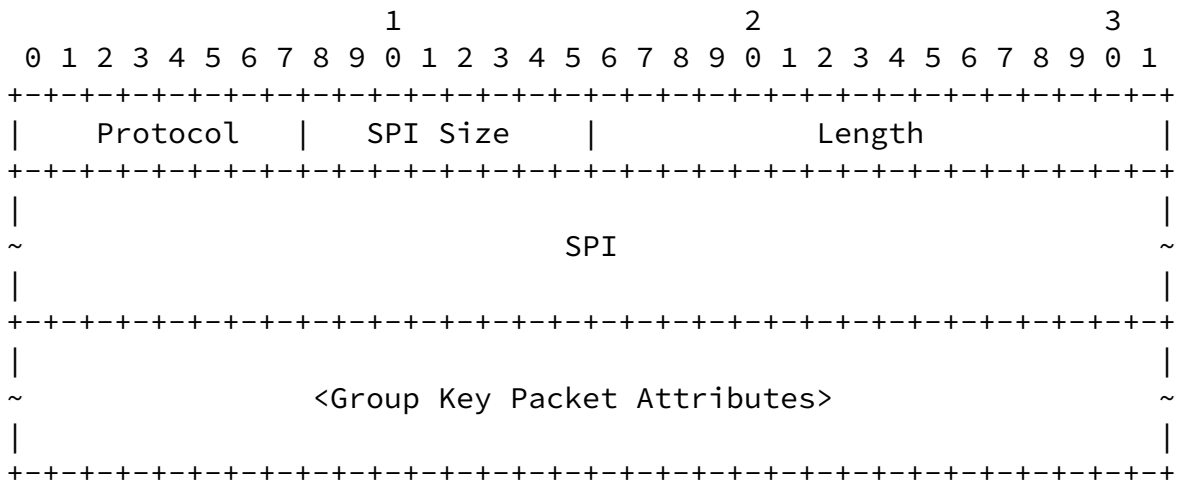 1                   2                   3
 0 1 2 3 4 5 6 7 8 9 0 1 2 3 4 5 6 7 8 9 0 1 2 3 4 5 6 7 8 9 0 1
+-+-+-+-+-+-+-+-+-+-+-+-+-+-+-+-+-+-+-+-+-+-+-+-+-+-+-+-+-+-+-+-+
|    Protocol   |   SPI Size    |            Length             |
+-+-+-+-+-+-+-+-+-+-+-+-+-+-+-+-+-+-+-+-+-+-+-+-+-+-+-+-+-+-+-+-+
|                                                               |
~                              SPI                              ~
|                                                               |
+-+-+-+-+-+-+-+-+-+-+-+-+-+-+-+-+-+-+-+-+-+-+-+-+-+-+-+-+-+-+-+-+
|                                                               |
~                <Group Key Packet Attributes>                  ~
|                                                               |
+-+-+-+-+-+-+-+-+-+-+-+-+-+-+-+-+-+-+-+-+-+-+-+-+-+-+-+-+-+-+-+-+